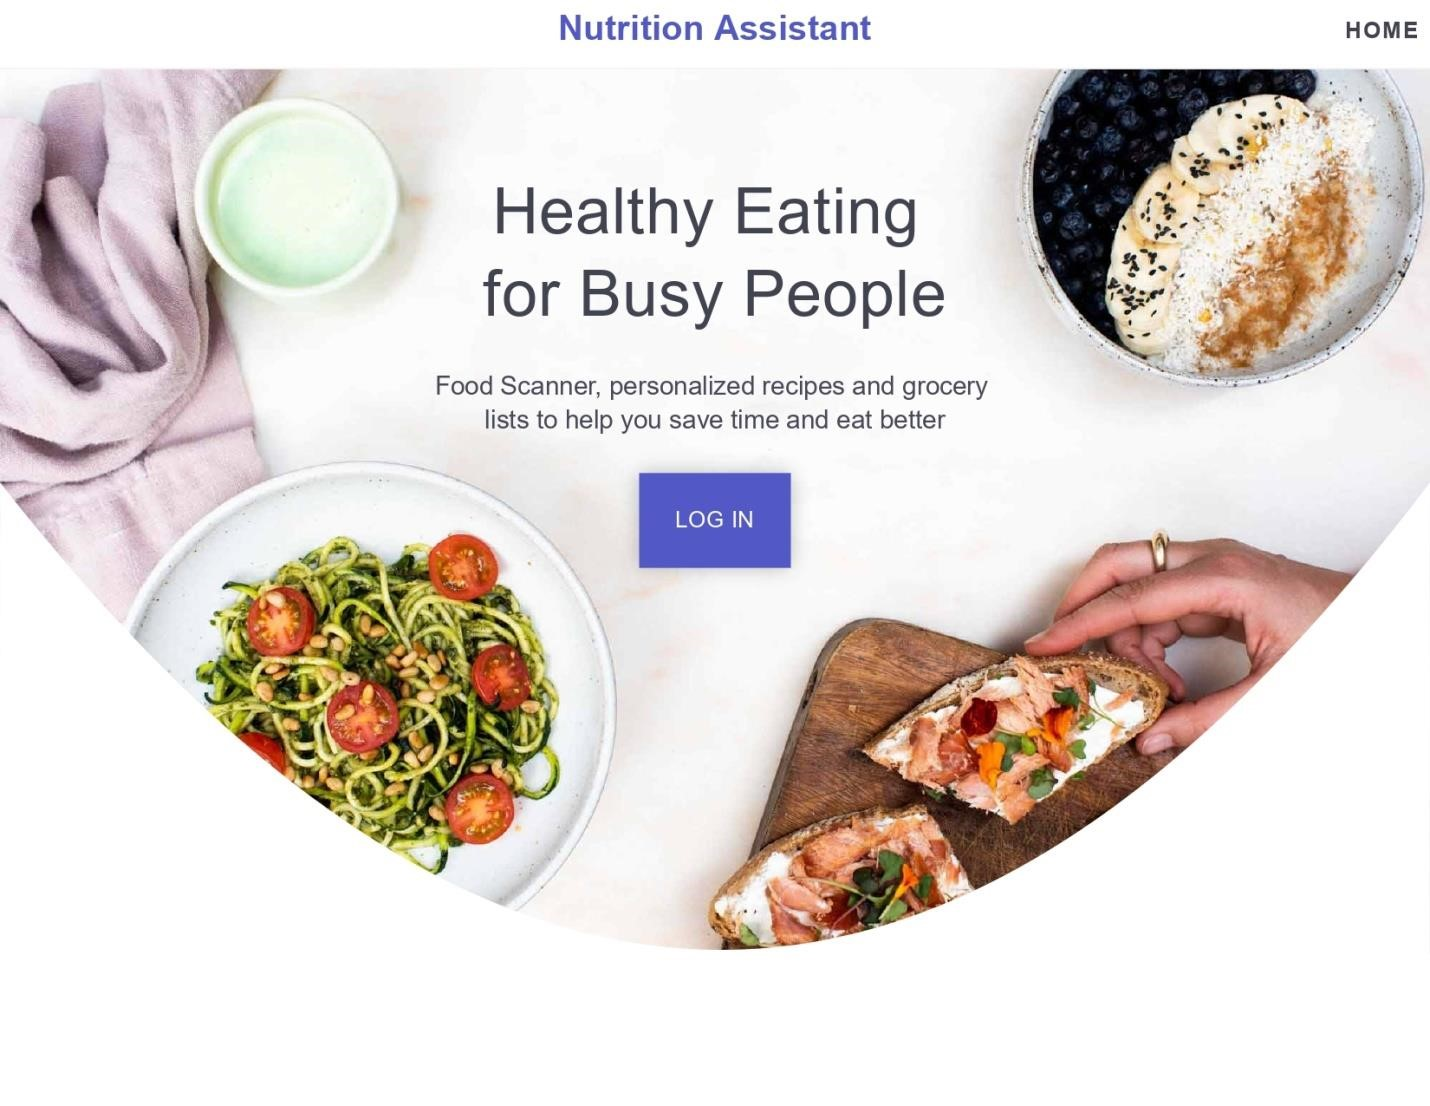 Nutrition Assistant
HOME
Healthy Eating
for Busy People
Food Scanner, personalized recipes and grocery
lists to help you save time and eat better
LOG IN